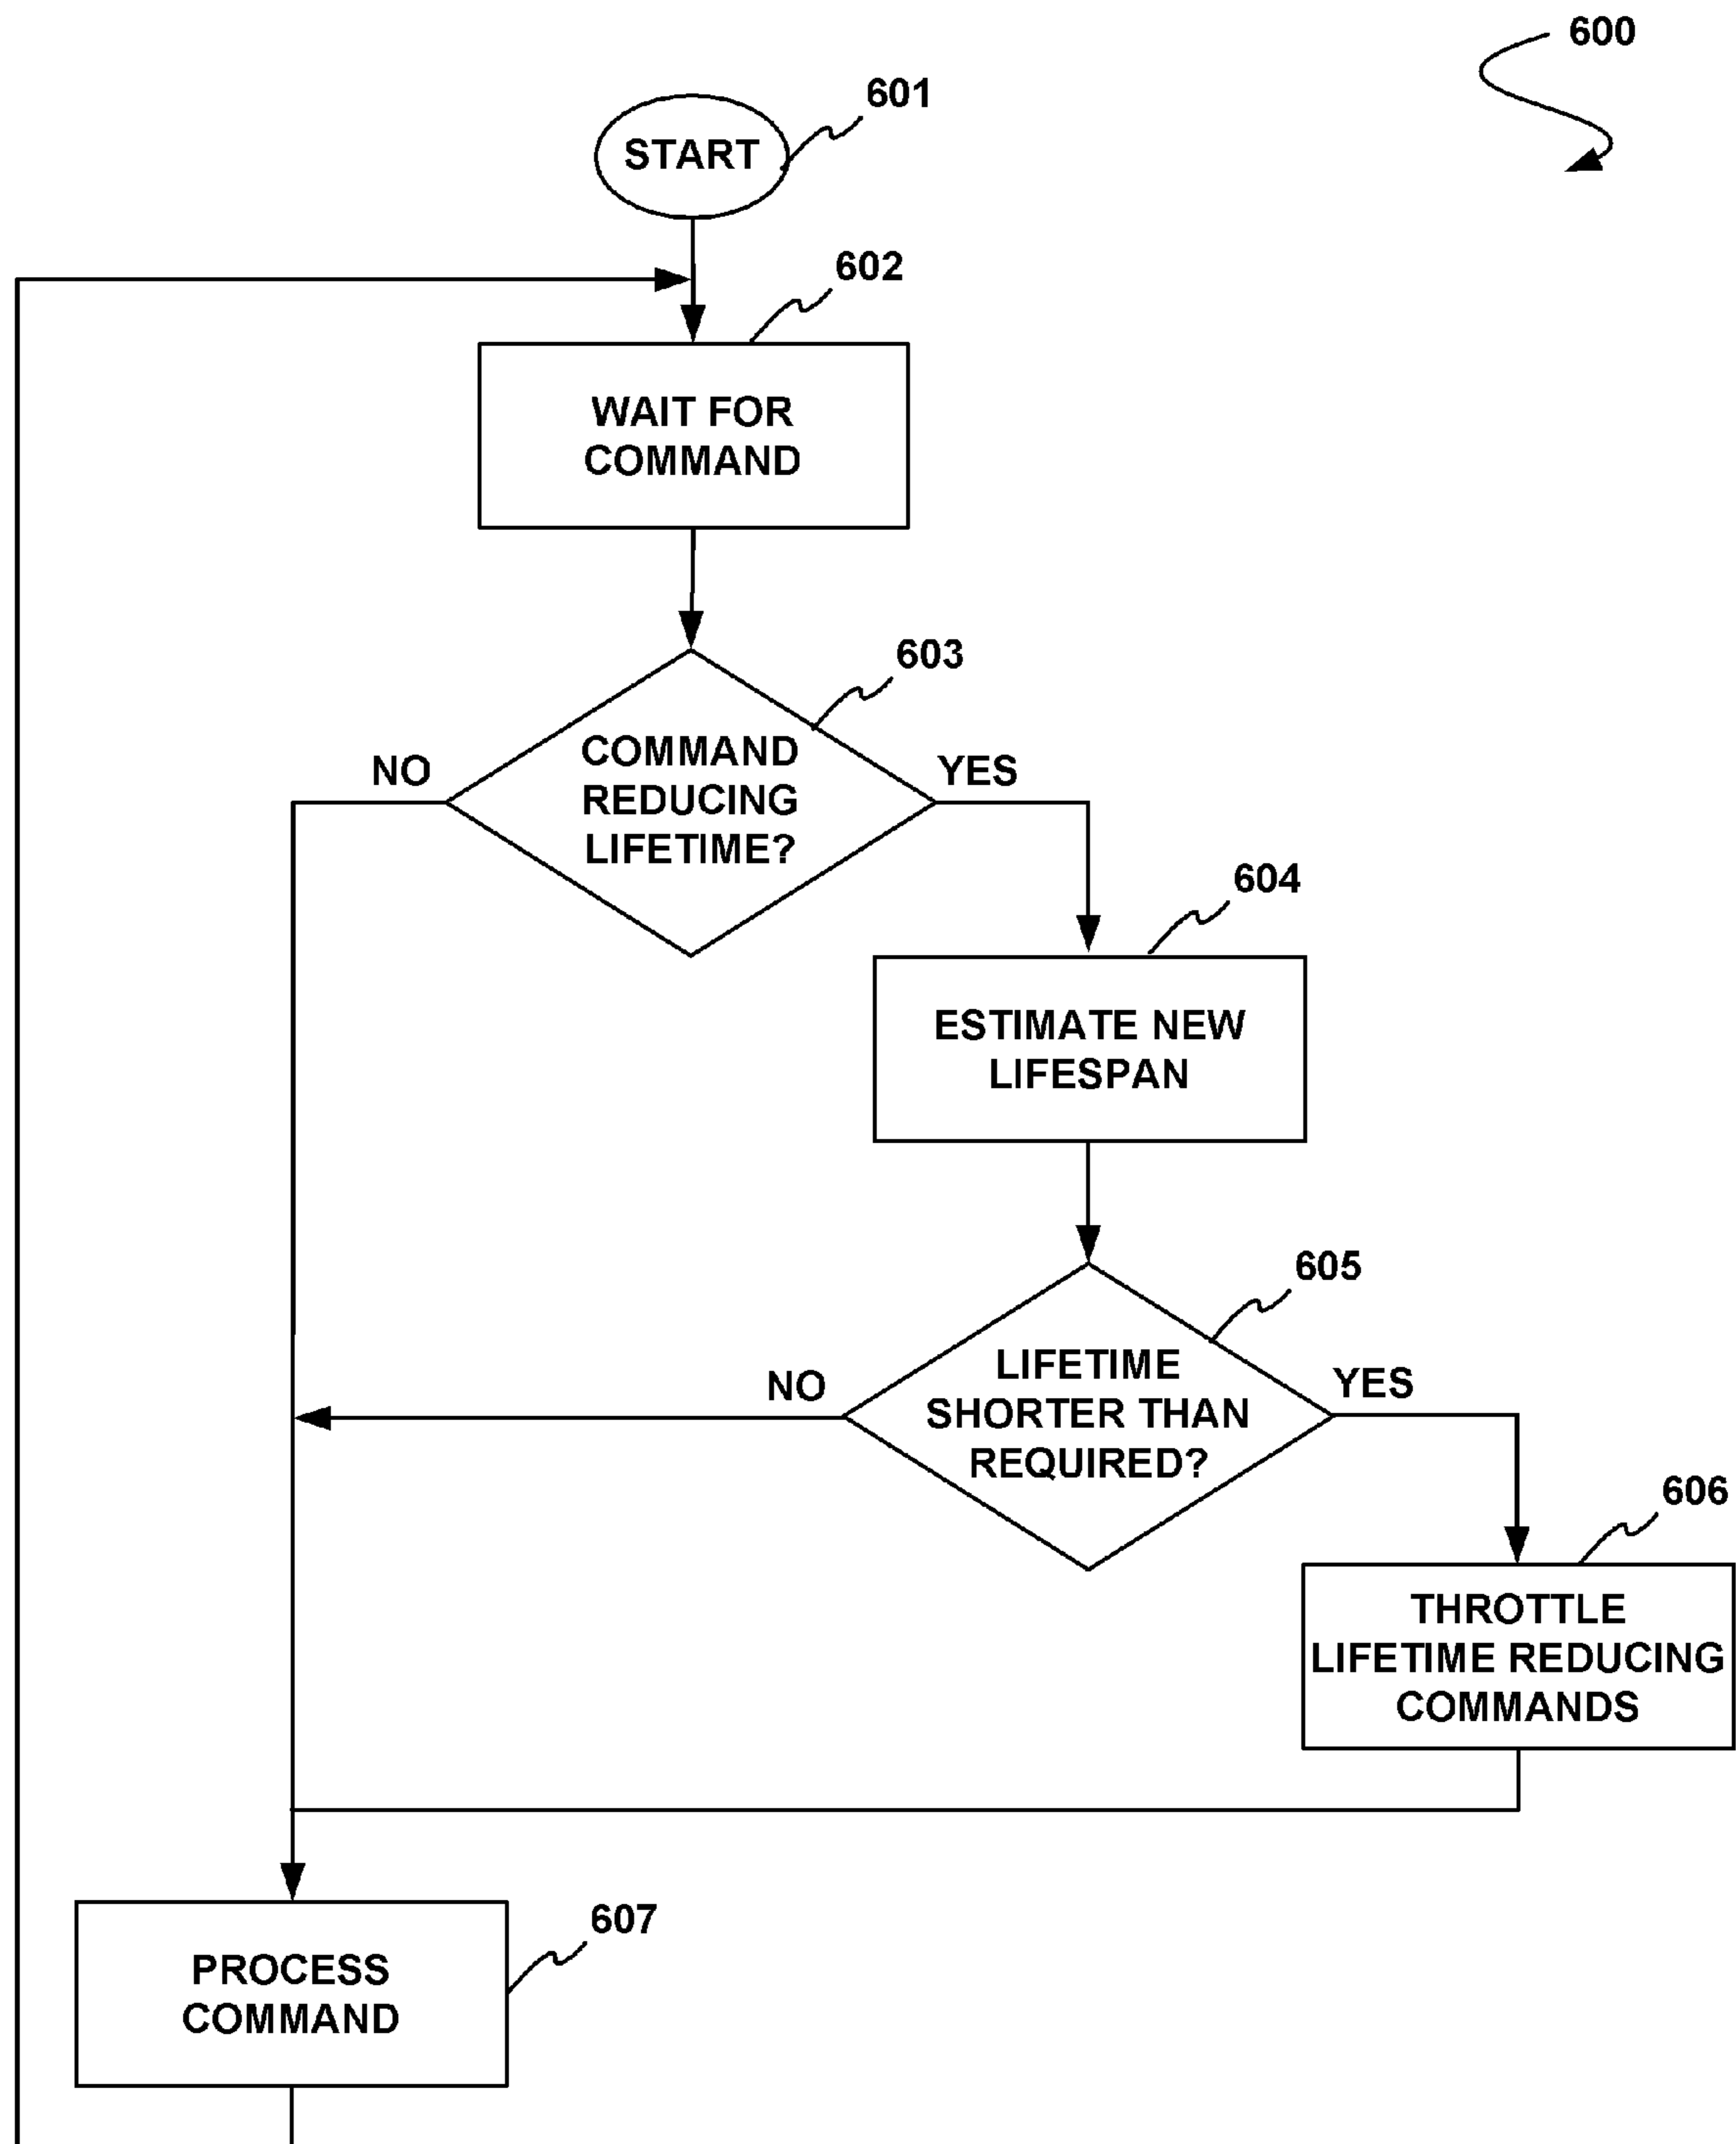 600
601
START
602
WAIT FOR
COMMAND
603
COMMAND
REDUCING
LIFETIME?
NO
YES
604
ESTIMATE NEW
LIFESPAN
605
LIFETIME
SHORTER THAN
REQUIRED?
NO
YES
606
THROTTLE
LIFETIME REDUCING
COMMANDS
607
PROCESS
COMMAND